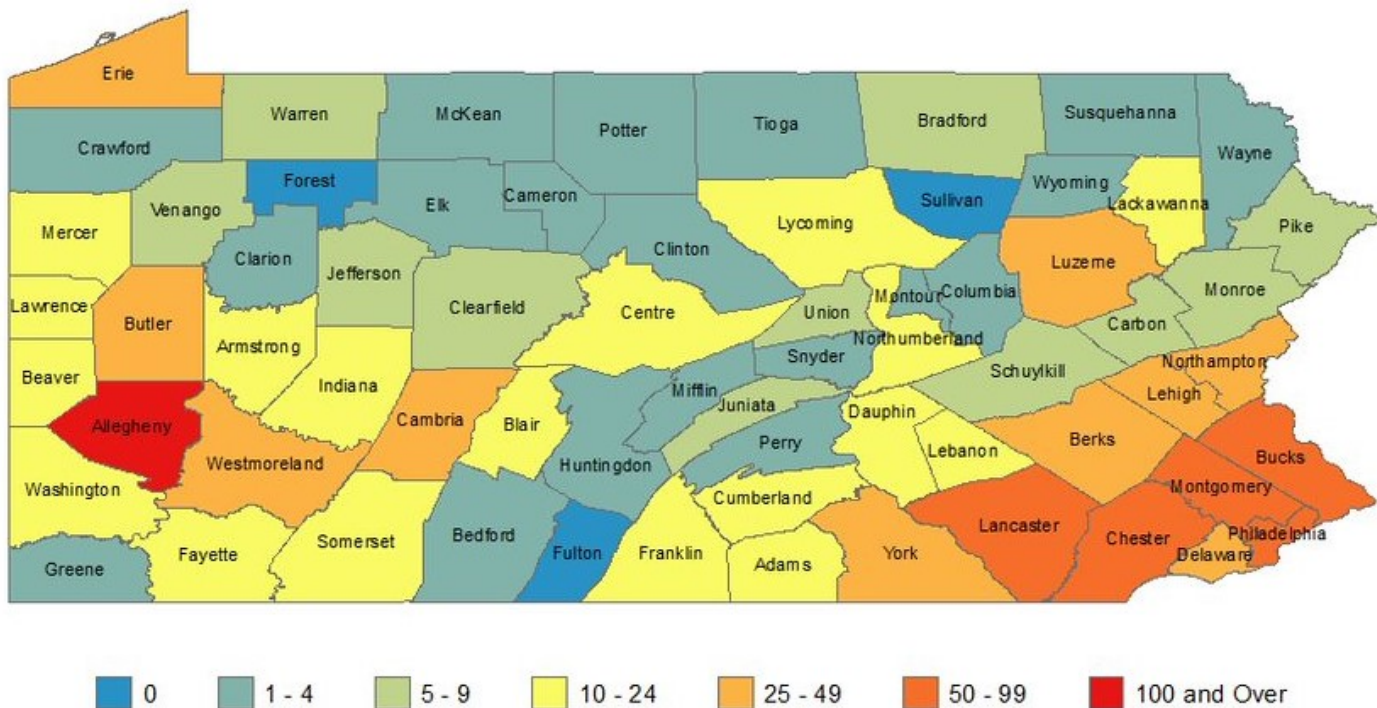 Erie
Warren
McKean
Potter
Tioga
Bradford
Susquehanna
Wayne
Crawford
Forest
Elk
Cameron
Sullivan
Wyoming
Lackawanna
Venango
Mercer
Lycoming
Pike
Clarion
Clinton
Jefferson
Luzerne
Monroe
Lawrence
Butler
Clearfield
Centre
Union
Montour
Columbia
Carbon
Armstrong
Northumberland
Snyder
Northampton
Beaver
Indiana
Mifflin
Schuylkill
Lehigh
Allegheny
Cambria
Blair
Juniata
Dauphin
Perry
Berks
Lebanon
Westmoreland
Huntingdon
Bucks
Washington
Cumberland
Montgomery
Lancaster
Chester
Philadelphia
Somerset
Bedford
Fayette
Fulton
Franklin
Adams
York
Delaware
Greene
0 1 - 4 5 - 9 10 - 24 25 - 49 50 - 99 100 and Over